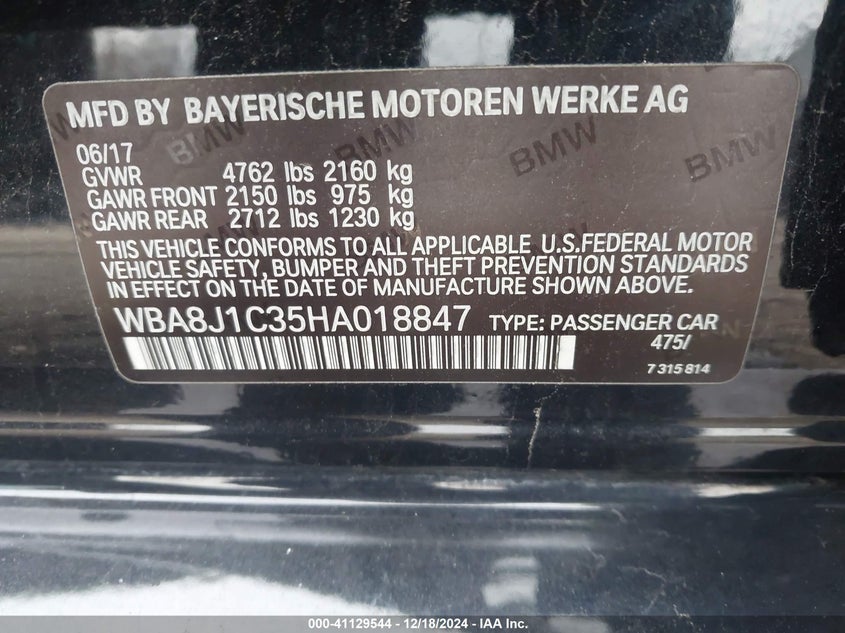 MFD BY BAYERISCHE MOTOREN WERKE AG
06/17
GVWR 4762 lbs 2160 kg
GAWR FRONT 2150 lbs 975 kg
GAWR REAR 2712 lbs 1230 kg
THIS VEHICLE CONFORMS TO ALL APPLICABLE U.S.FEDERAL MOTOR
VEHICLE SAFETY, BUMPER AND THEFT PREVENTION STANDARDS
IN EFFECT ON THE DATE OF MANUFACTURE SHOWN ABOVE.
WBA8J1C35HA018847 TYPE: PASSENGER CAR
475/
7 315 814
BMW
BMW
BMW
000-41129544 - 12/18/2024 - IAA Inc.